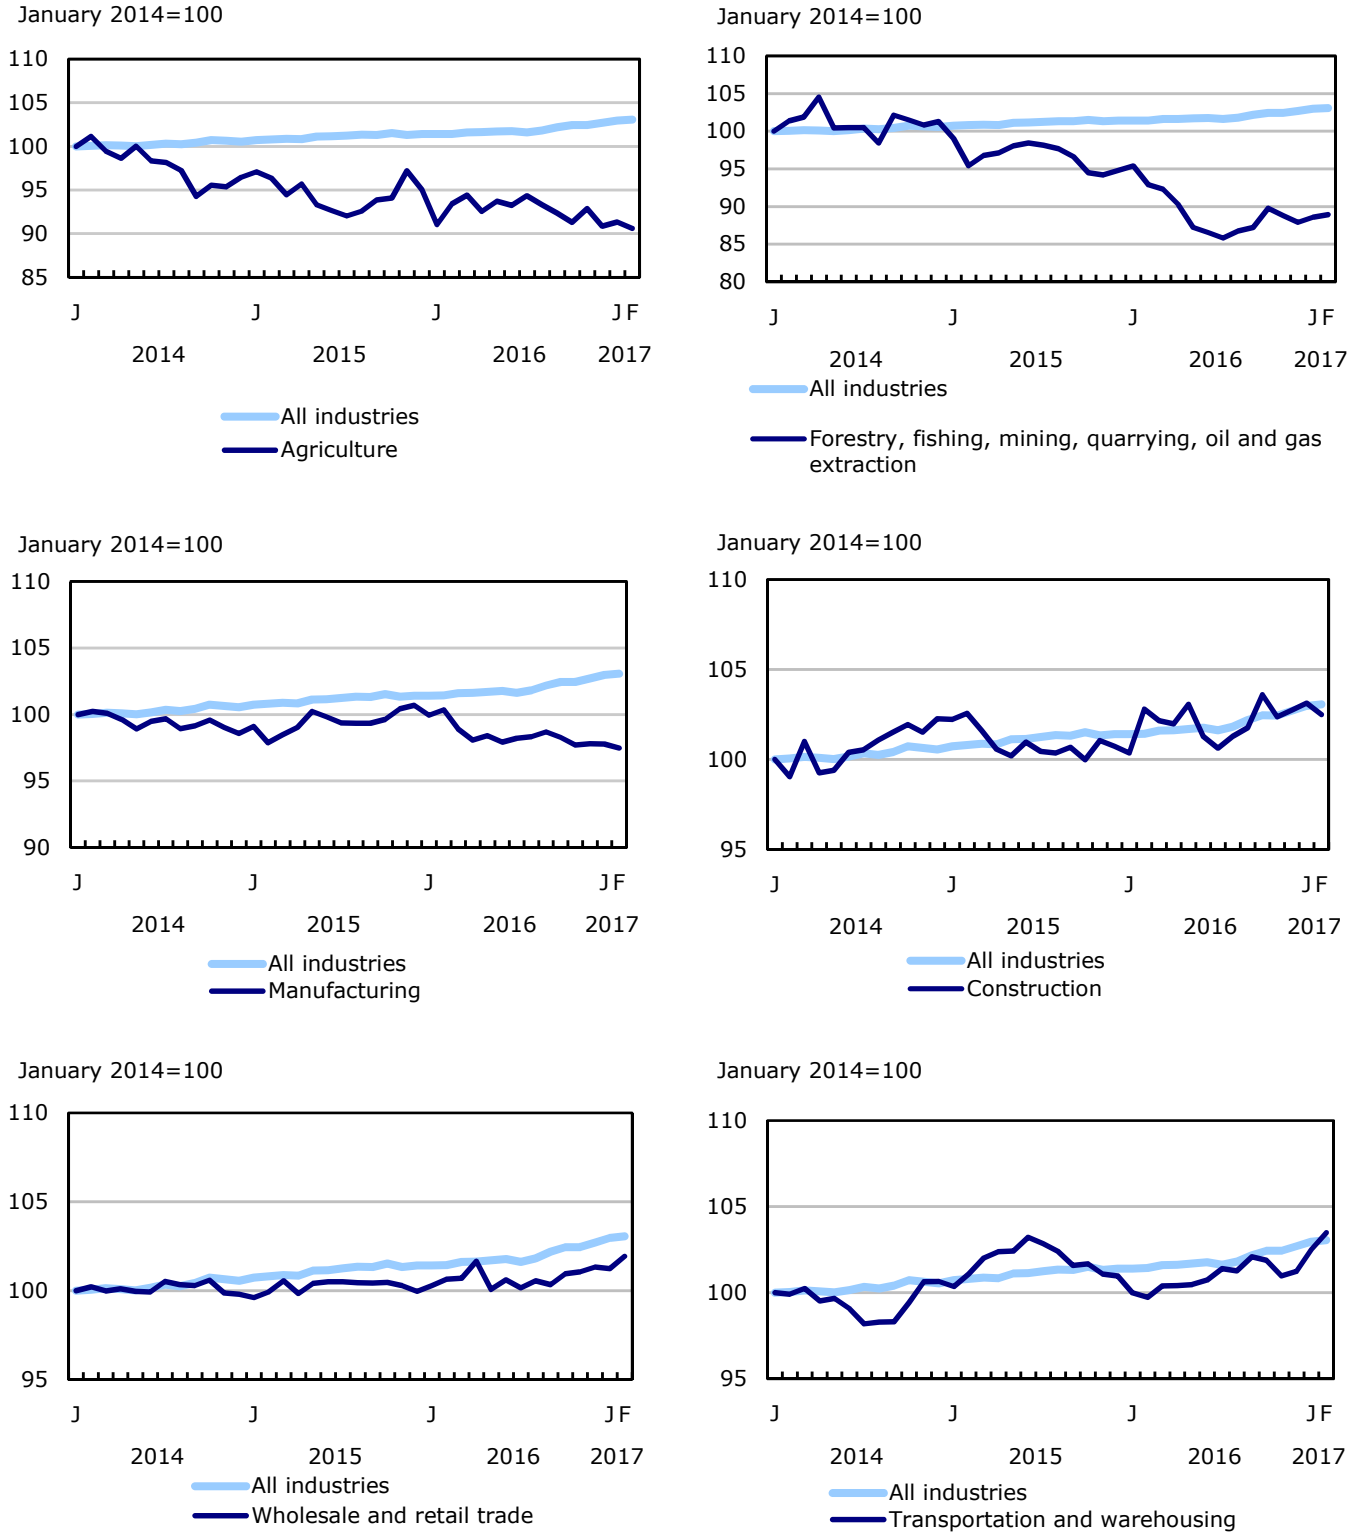 January 2014=100
110
105
100
95
90
85
J J J J F
2014 2015 2016 2017
All industries
Agriculture
January 2014=100
110
105
100
95
90
85
80
J J J J F
2014 2015 2016 2017
All industries
Forestry, fishing, mining, quarrying, oil and gas
extraction
January 2014=100
110
105
100
95
90
J J J J F
2014 2015 2016 2017
All industries
Manufacturing
January 2014=100
110
105
100
95
J J J J F
2014 2015 2016 2017
All industries
Construction
January 2014=100
110
105
100
95
J J J J F
2014 2015 2016 2017
All industries
Wholesale and retail trade
January 2014=100
110
105
100
95
J J J J F
2014 2015 2016 2017
All industries
Transportation and warehousing